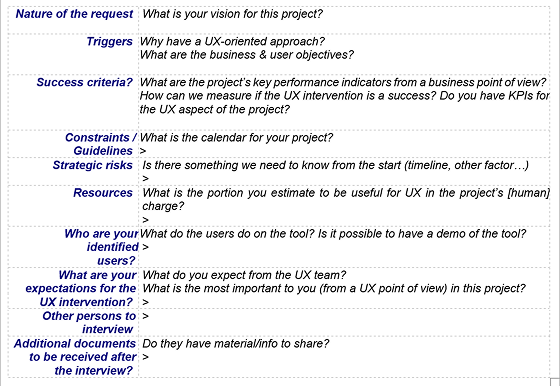 Nature of the request What is your vision for this project?
Triggers Why have a UX-oriented approach?
What are the business & user objectives?
Success criteria? What are the project's key performance indicators from a business point of view?
How can we measure if the UX intervention is a success? Do you have KPIs for
the UX aspect of the project?
Constraints / What is the calendar for your project?
Guidelines >
Strategic risks Is there something we need to know from the start (timeline, other factor…)
>
Resources What is the portion you estimate to be useful for UX in the project's [human]
charge?
>
Who are your What do the users do on the tool? Is it possible to have a demo of the tool?
identified >
users?
What are your What do you expect from the UX team?
expectations for the What is the most important to you (from a UX point of view) in this project?
UX intervention? >
Other persons to >
interview
Additional documents Do they have material/info to share?
to be received after >
the interview?